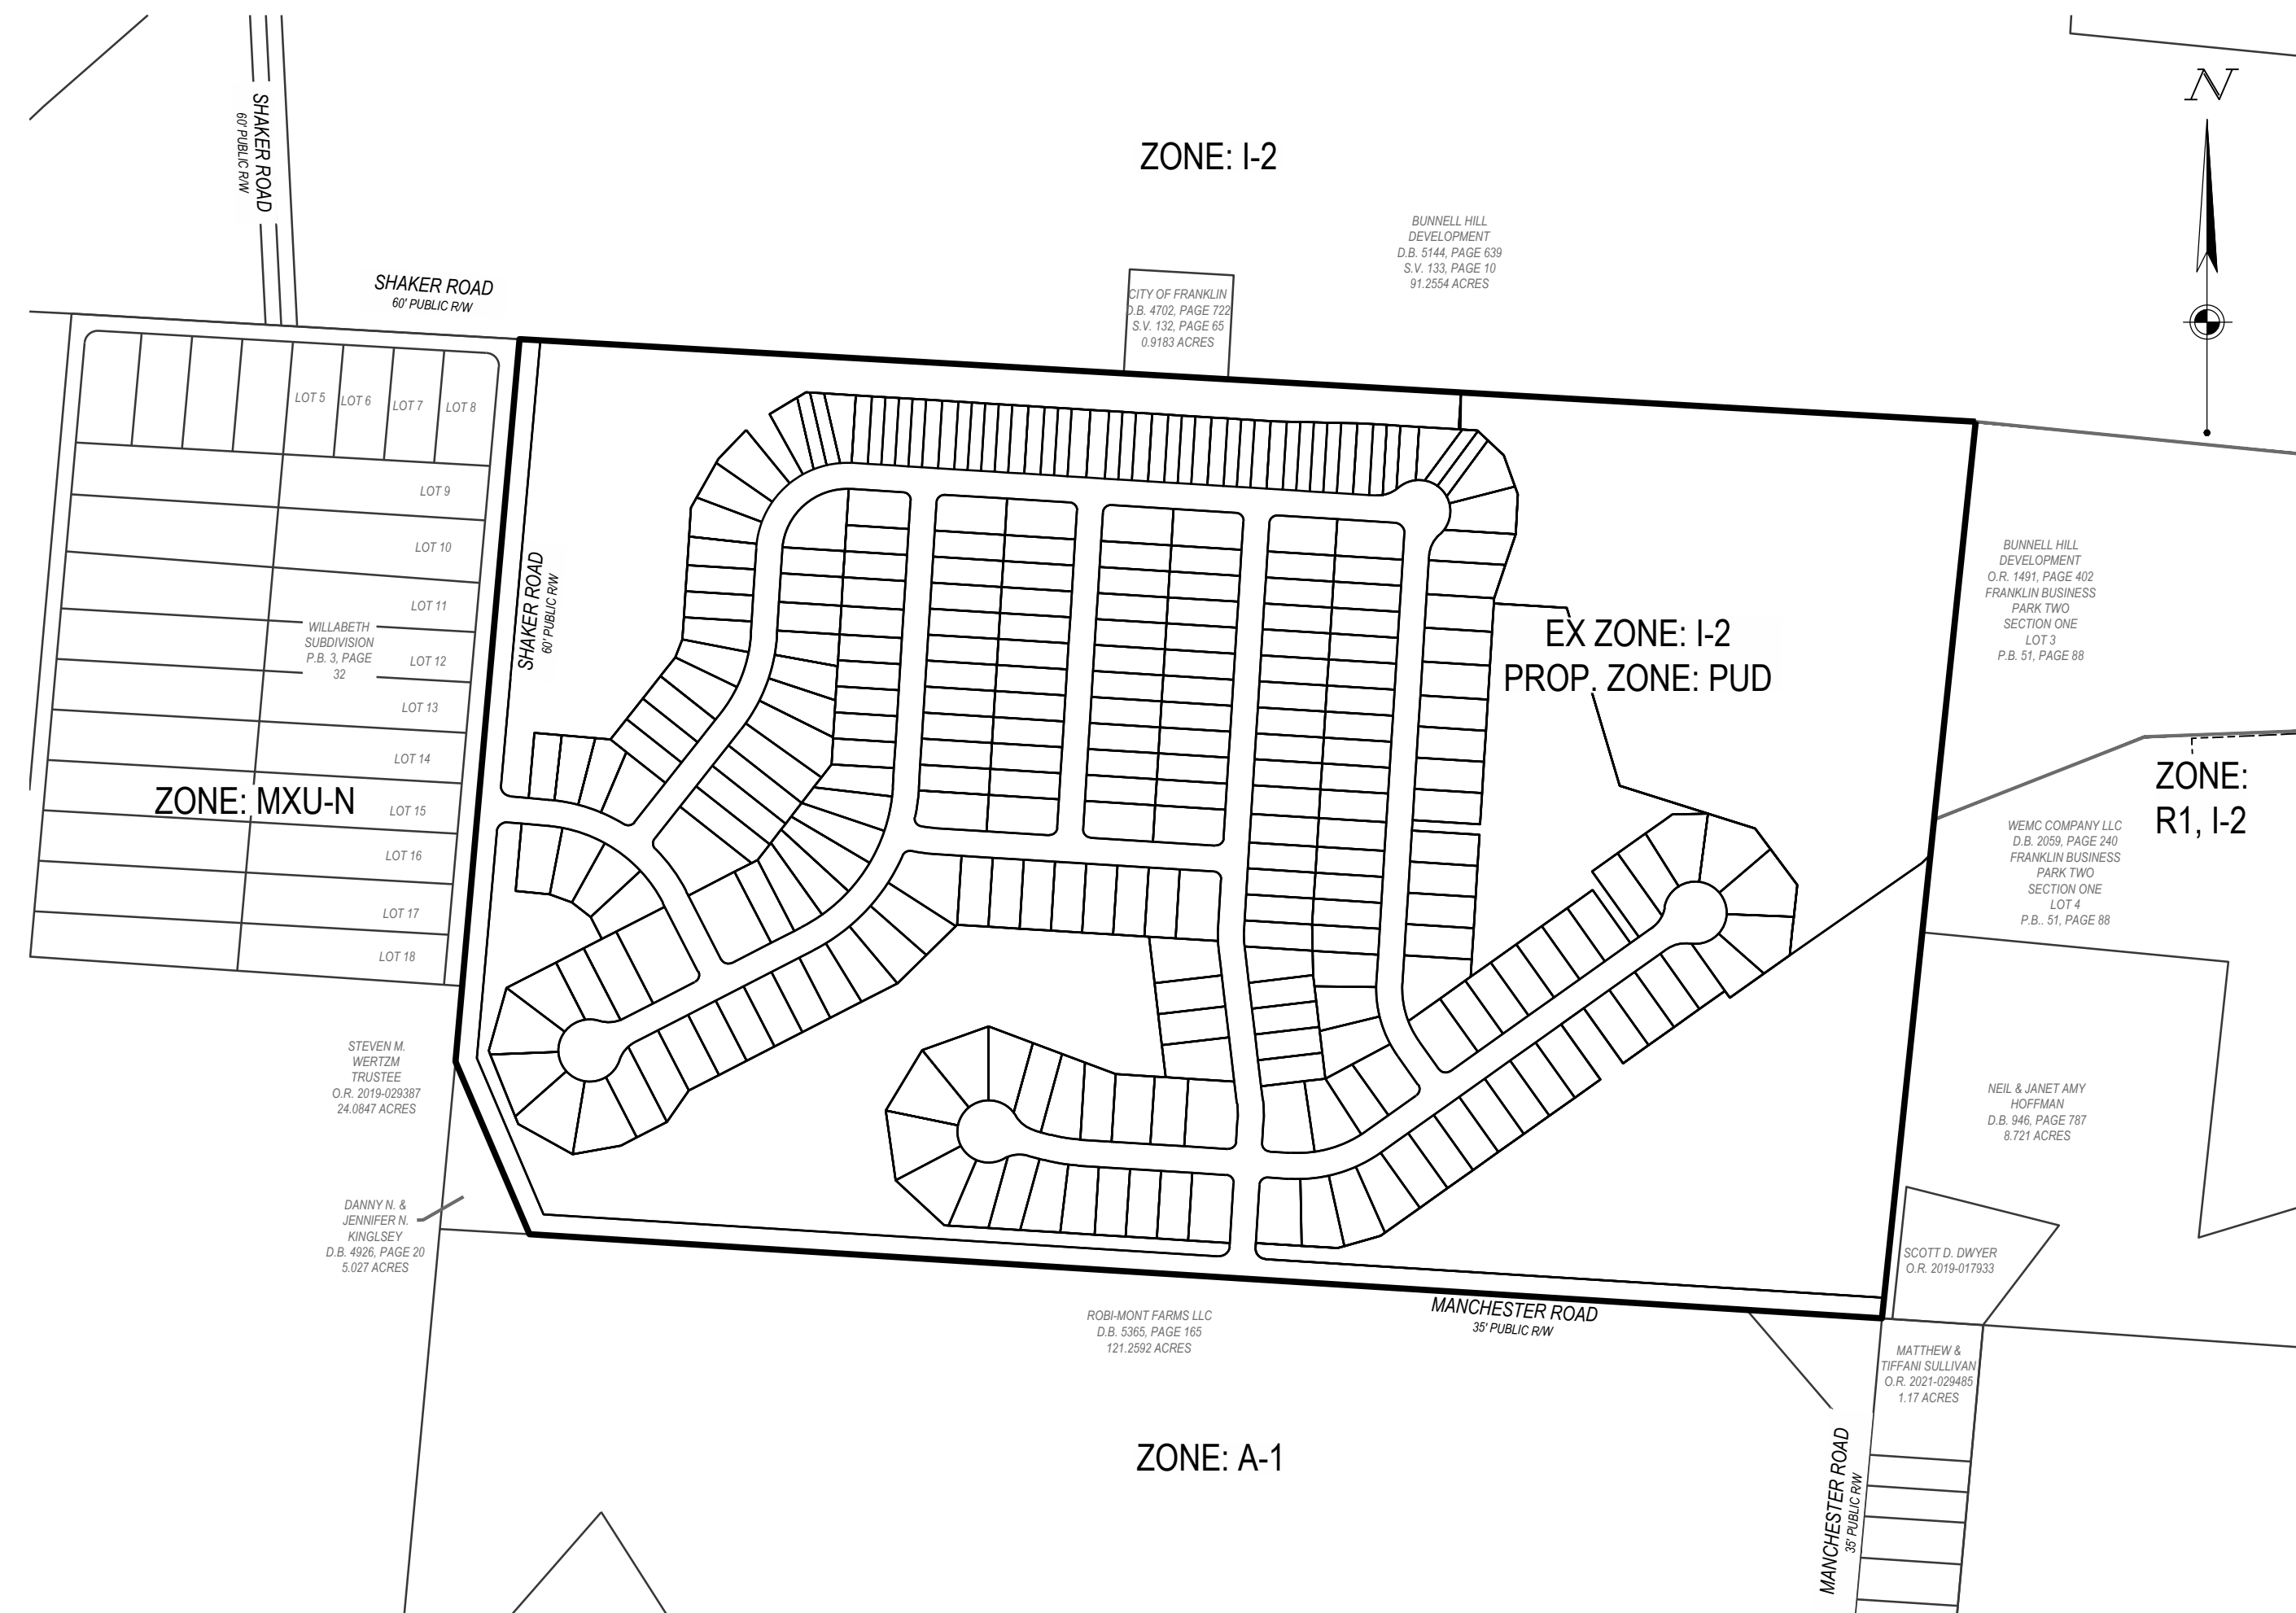 N
SHAKER ROAD
60' PUBLIC R/W
ZONE: I-2
BUNNELL HILL
DEVELOPMENT
D.B. 5144, PAGE 639
S.V. 133, PAGE 10
91.2554 ACRES
SHAKER ROAD
60' PUBLIC R/W
CITY OF FRANKLIN
D.B. 4702, PAGE 722
S.V. 132, PAGE 65
0.9183 ACRES
LOT 5
LOT 6
LOT 7
LOT 8
LOT 9
LOT 10
LOT 11
LOT 12
LOT 13
LOT 14
LOT 15
LOT 16
LOT 17
LOT 18
WILLABETH
SUBDIVISION
P.B. 3, PAGE
32
ZONE: MXU-N
SHAKER ROAD
60' PUBLIC R/W
EX ZONE: I-2
PROP. ZONE: PUD
BUNNELL HILL
DEVELOPMENT
O.R. 1491, PAGE 402
FRANKLIN BUSINESS
PARK TWO
SECTION ONE
LOT 3
P.B. 51, PAGE 88
ZONE:
R1, I-2
WEMC COMPANY LLC
D.B. 2059, PAGE 240
FRANKLIN BUSINESS
PARK TWO
SECTION ONE
LOT 4
P.B.. 51, PAGE 88
STEVEN M.
WERTZM
TRUSTEE
O.R. 2019-029387
24.0847 ACRES
NEIL & JANET AMY
HOFFMAN
D.B. 946, PAGE 787
8.721 ACRES
DANNY N. &
JENNIFER N.
KINGLSEY
D.B. 4926, PAGE 20
5.027 ACRES
SCOTT D. DWYER
O.R. 2019-017933
ROBI-MONT FARMS LLC
D.B. 5365, PAGE 165
121.2592 ACRES
MANCHESTER ROAD
35' PUBLIC R/W
MATTHEW &
TIFFANI SULLIVAN
O.R. 2021-029485
1.17 ACRES
ZONE: A-1
MANCHESTER ROAD
35' PUBLIC R/W